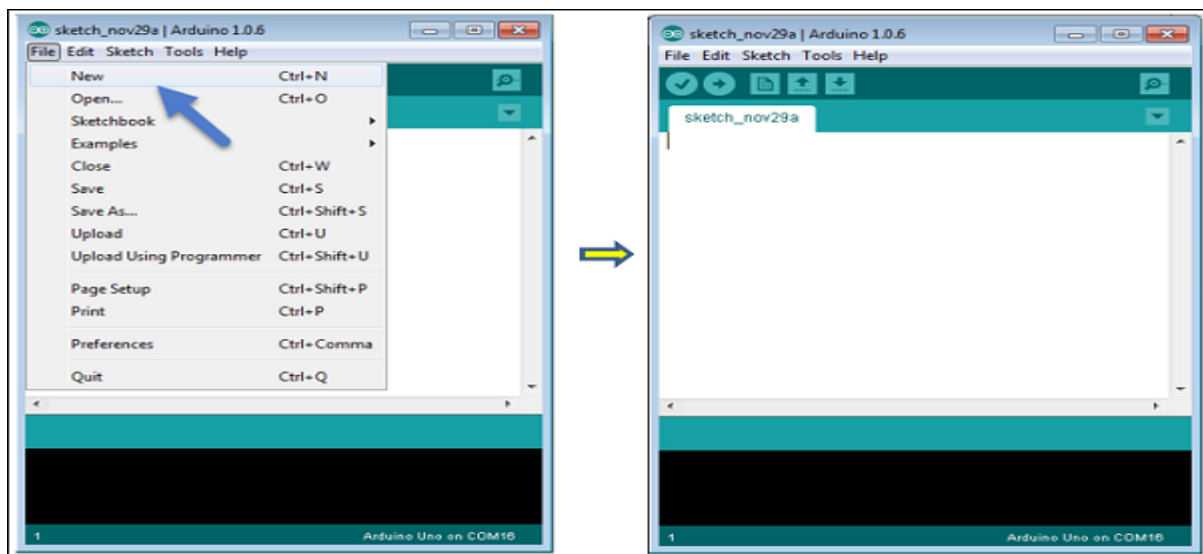 sketch_nov29a | Arduino 1.0.6
File Edit Sketch Tools Help
New Ctrl+N
Open... Ctrl+O
Sketchbook
Examples
Close Ctrl+W
Save Ctrl+S
Save As... Ctrl+Shift+S
Upload Ctrl+U
Upload Using Programmer Ctrl+Shift+U
Page Setup Ctrl+Shift+P
Print Ctrl+P
Preferences Ctrl+Comma
Quit Ctrl+Q
1 Arduino Uno on COM16
sketch_nov29a | Arduino 1.0.6
File Edit Sketch Tools Help
sketch_nov29a
1 Arduino Uno on COM16